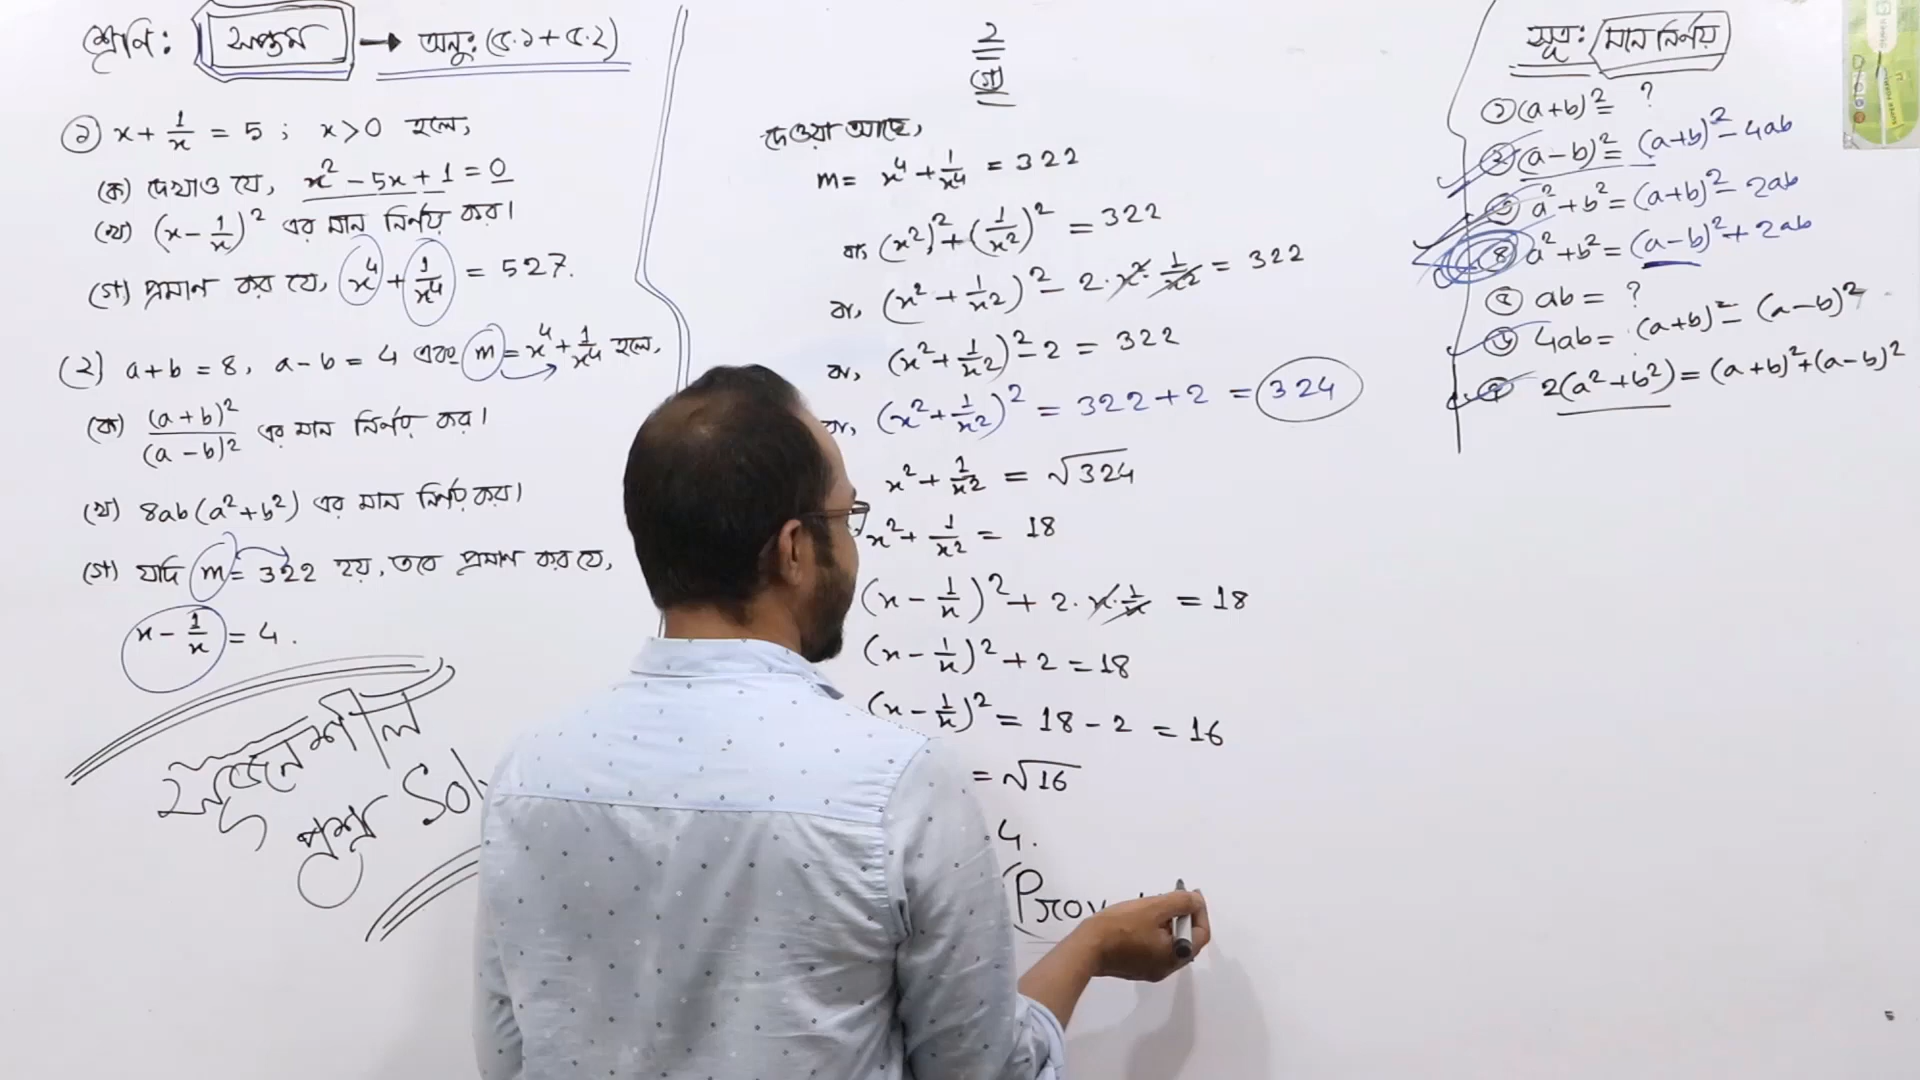 শ্রেণি: সপ্তম → অনু: (৫.১+৫.২)
(১) x + 1/x = 5 ; x>0 হলে,
(ক) দেখাও যে, x² - 5x + 1 = 0
(খ) (x - 1/x)² এর মান নির্ণয় কর।
(গ) প্রমাণ কর যে, x⁴ + 1/x⁴ = 527.
(২) a+b = 8, a-b = 4 এবং m = x⁴ + 1/x⁴ হলে,
(ক) (a+b)²/(a-b)² এর মান নির্ণয় কর।
(খ) 8ab(a²+b²) এর মান নির্ণয় কর।
(গ) যদি m = 322 হয়, তবে প্রমাণ কর যে,
x - 1/x = 4.
সৃজনশীল
প্রশ্ন
২
(গ)
দেওয়া আছে,
m = x⁴ + 1/x⁴ = 322
বা, (x²)² + (1/x²)² = 322
বা, (x² + 1/x²)² - 2·x²·1/x² = 322
বা, (x² + 1/x²)² - 2 = 322
বা, (x² + 1/x²)² = 322+2 = 324
x² + 1/x² = √324
x² + 1/x² = 18
(x - 1/x)² + 2·x·1/x = 18
(x - 1/x)² + 2 = 18
(x - 1/x)² = 18 - 2 = 16
= √16
4.
(Prov
সূত্র: মান নির্ণয়
(১) (a+b)² = ?
(২) (a-b)² = (a+b)² - 4ab
(৩) a²+b² = (a+b)² - 2ab
(৪) a²+b² = (a-b)² + 2ab
(৫) ab = ?
(৬) 4ab = (a+b)² - (a-b)²
(৭) 2(a²+b²) = (a+b)²+(a-b)²